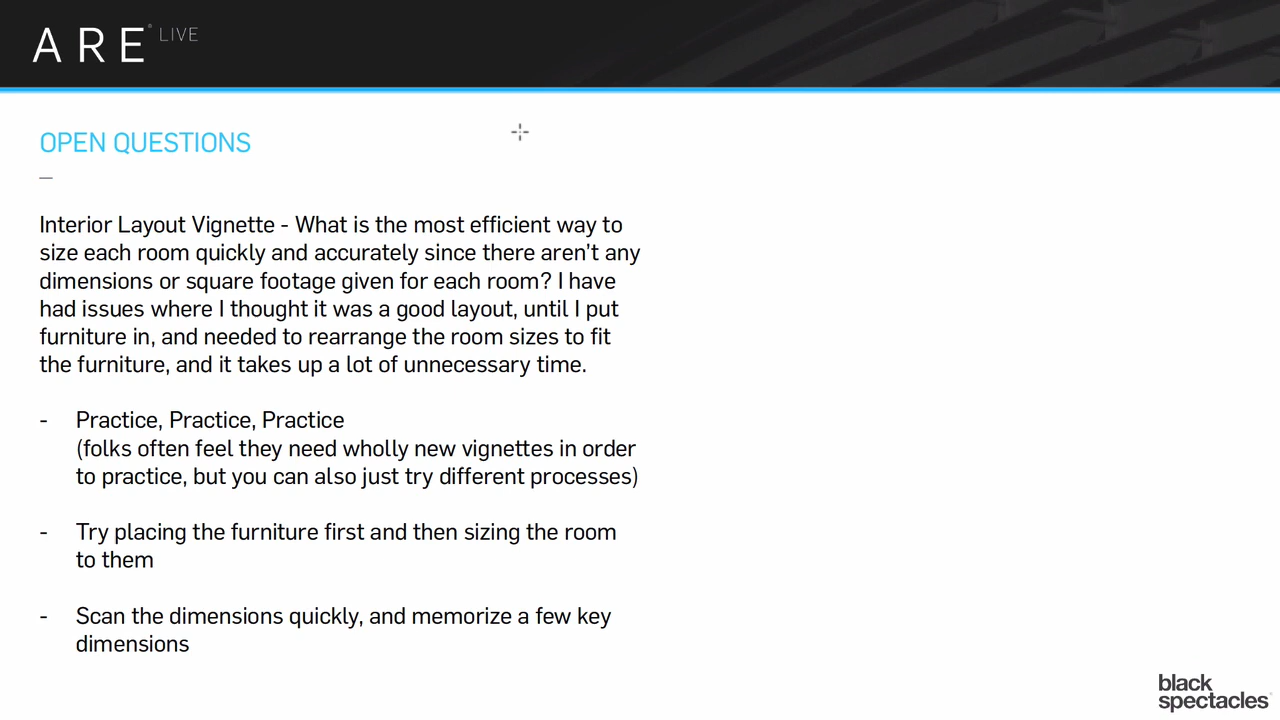 ARE® LIVE
OPEN QUESTIONS
—
Interior Layout Vignette - What is the most efficient way to
size each room quickly and accurately since there aren’t any
dimensions or square footage given for each room? I have
had issues where I thought it was a good layout, until I put
furniture in, and needed to rearrange the room sizes to fit
the furniture, and it takes up a lot of unnecessary time.
- Practice, Practice, Practice
(folks often feel they need wholly new vignettes in order
to practice, but you can also just try different processes)
- Try placing the furniture first and then sizing the room
to them
- Scan the dimensions quickly, and memorize a few key
dimensions
black
spectacles®